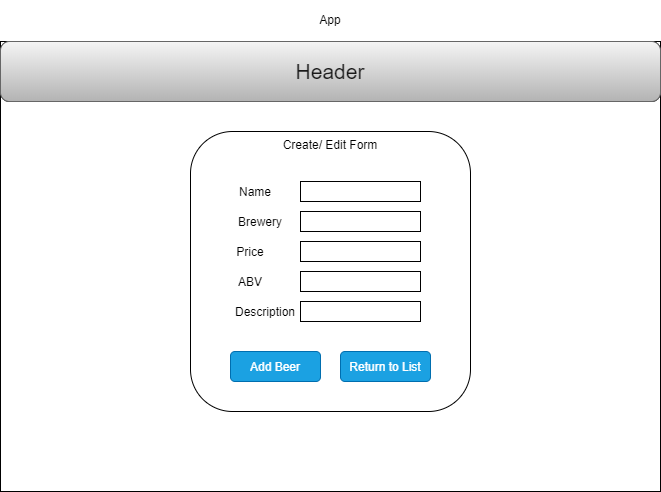 App
Header
Create/ Edit Form
Name
Brewery
Price
ABV
Description
Add Beer
Return to List